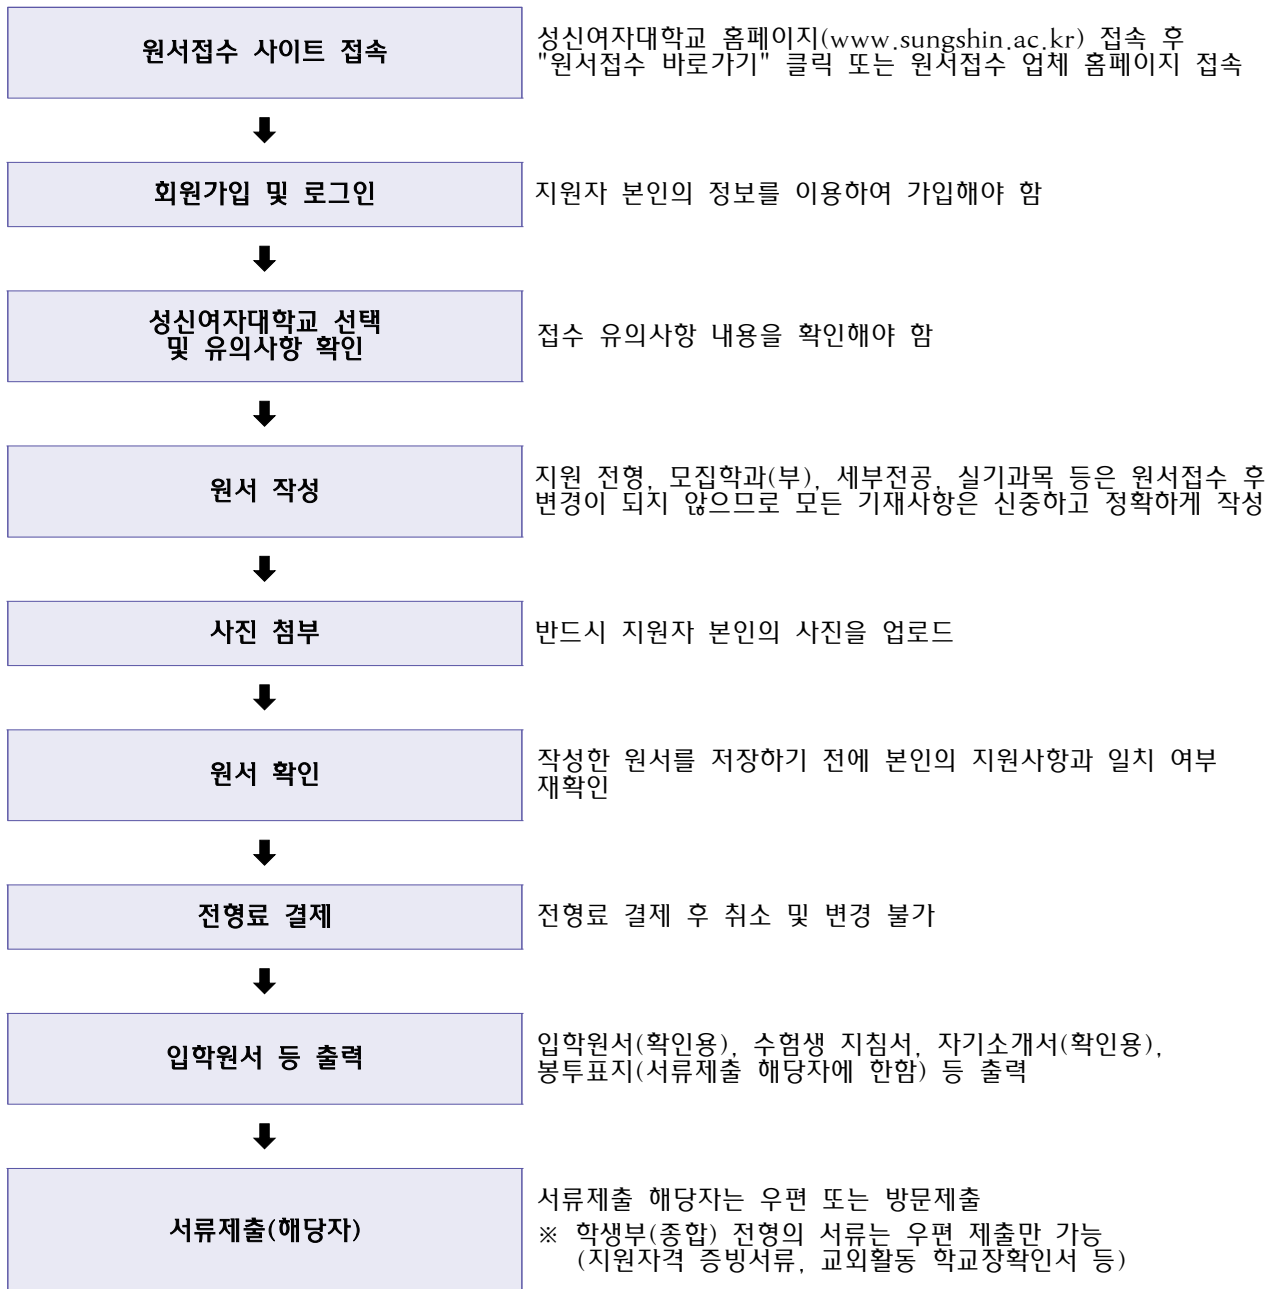 원서접수 사이트 접속
성신여자대학교 홈페이지(www.sungshin.ac.kr) 접속 후
"원서접수 바로가기" 클릭 또는 원서접수 업체 홈페이지 접속
회원가입 및 로그인
지원자 본인의 정보를 이용하여 가입해야 함
성신여자대학교 선택
및 유의사항 확인
접수 유의사항 내용을 확인해야 함
원서 작성
지원 전형, 모집학과(부), 세부전공, 실기과목 등은 원서접수 후
변경이 되지 않으므로 모든 기재사항은 신중하고 정확하게 작성
사진 첨부
반드시 지원자 본인의 사진을 업로드
원서 확인
작성한 원서를 저장하기 전에 본인의 지원사항과 일치 여부
재확인
전형료 결제
전형료 결제 후 취소 및 변경 불가
입학원서 등 출력
입학원서(확인용), 수험생 지침서, 자기소개서(확인용),
봉투표지(서류제출 해당자에 한함) 등 출력
서류제출(해당자)
서류제출 해당자는 우편 또는 방문제출
※ 학생부(종합) 전형의 서류는 우편 제출만 가능
(지원자격 증빙서류, 교외활동 학교장확인서 등)